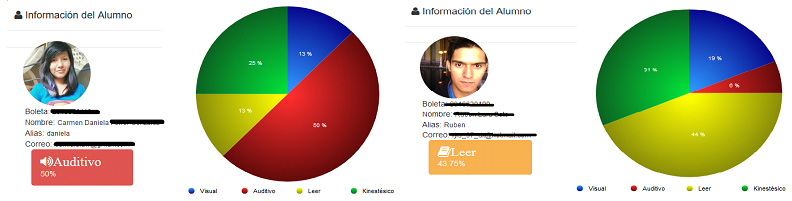 Información del Alumno
Boleta:
Nombre: Carmen Daniela
Alias: daniela
Correo:
Auditivo
50%
25 %
13 %
13 %
50 %
Visual Auditivo Leer Kinestésico
Información del Alumno
Boleta:
Nombre:
Alias: Ruben
Correo:
Leer
43.75%
31 %
19 %
6 %
44 %
Visual Auditivo Leer Kinestésico